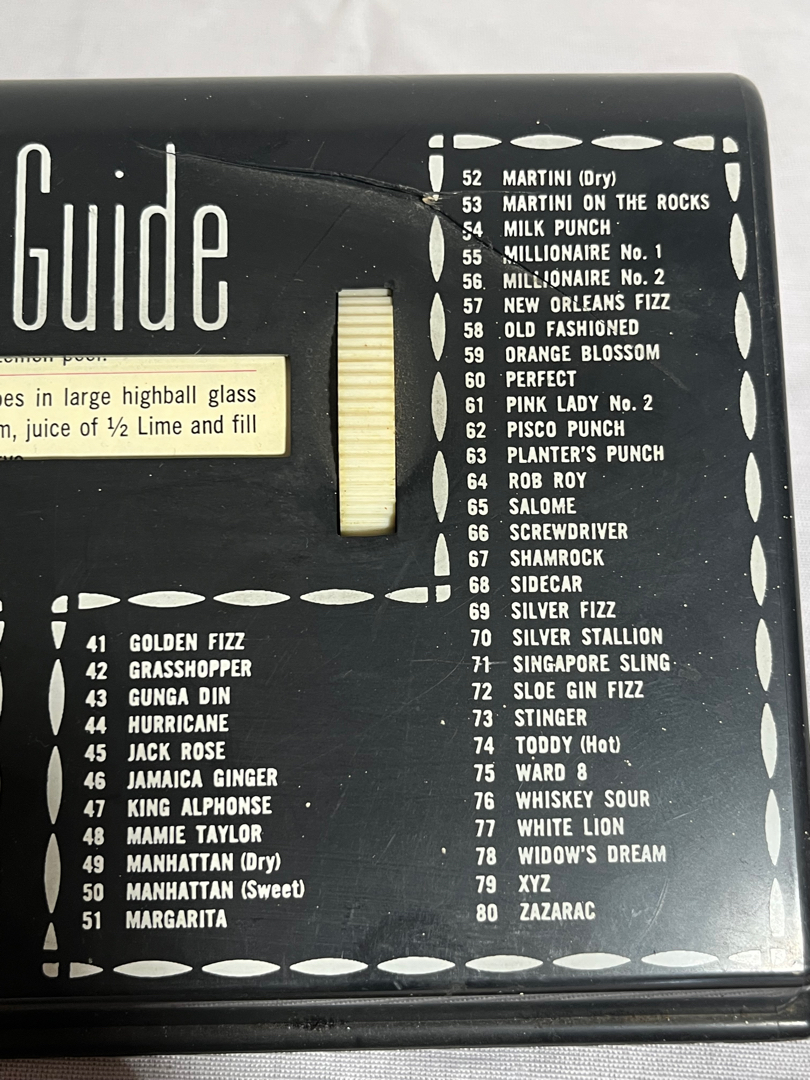 Guide
lemon peel.
es in large highball glass
m, juice of ½ Lime and fill
41 GOLDEN FIZZ
42 GRASSHOPPER
43 GUNGA DIN
44 HURRICANE
45 JACK ROSE
46 JAMAICA GINGER
47 KING ALPHONSE
48 MAMIE TAYLOR
49 MANHATTAN (Dry)
50 MANHATTAN (Sweet)
51 MARGARITA
52 MARTINI (Dry)
53 MARTINI ON THE ROCKS
54 MILK PUNCH
55 MILLIONAIRE No. 1
56 MILLIONAIRE No. 2
57 NEW ORLEANS FIZZ
58 OLD FASHIONED
59 ORANGE BLOSSOM
60 PERFECT
61 PINK LADY No. 2
62 PISCO PUNCH
63 PLANTER'S PUNCH
64 ROB ROY
65 SALOME
66 SCREWDRIVER
67 SHAMROCK
68 SIDECAR
69 SILVER FIZZ
70 SILVER STALLION
71 SINGAPORE SLING
72 SLOE GIN FIZZ
73 STINGER
74 TODDY (Hot)
75 WARD 8
76 WHISKEY SOUR
77 WHITE LION
78 WIDOW'S DREAM
79 XYZ
80 ZAZARAC